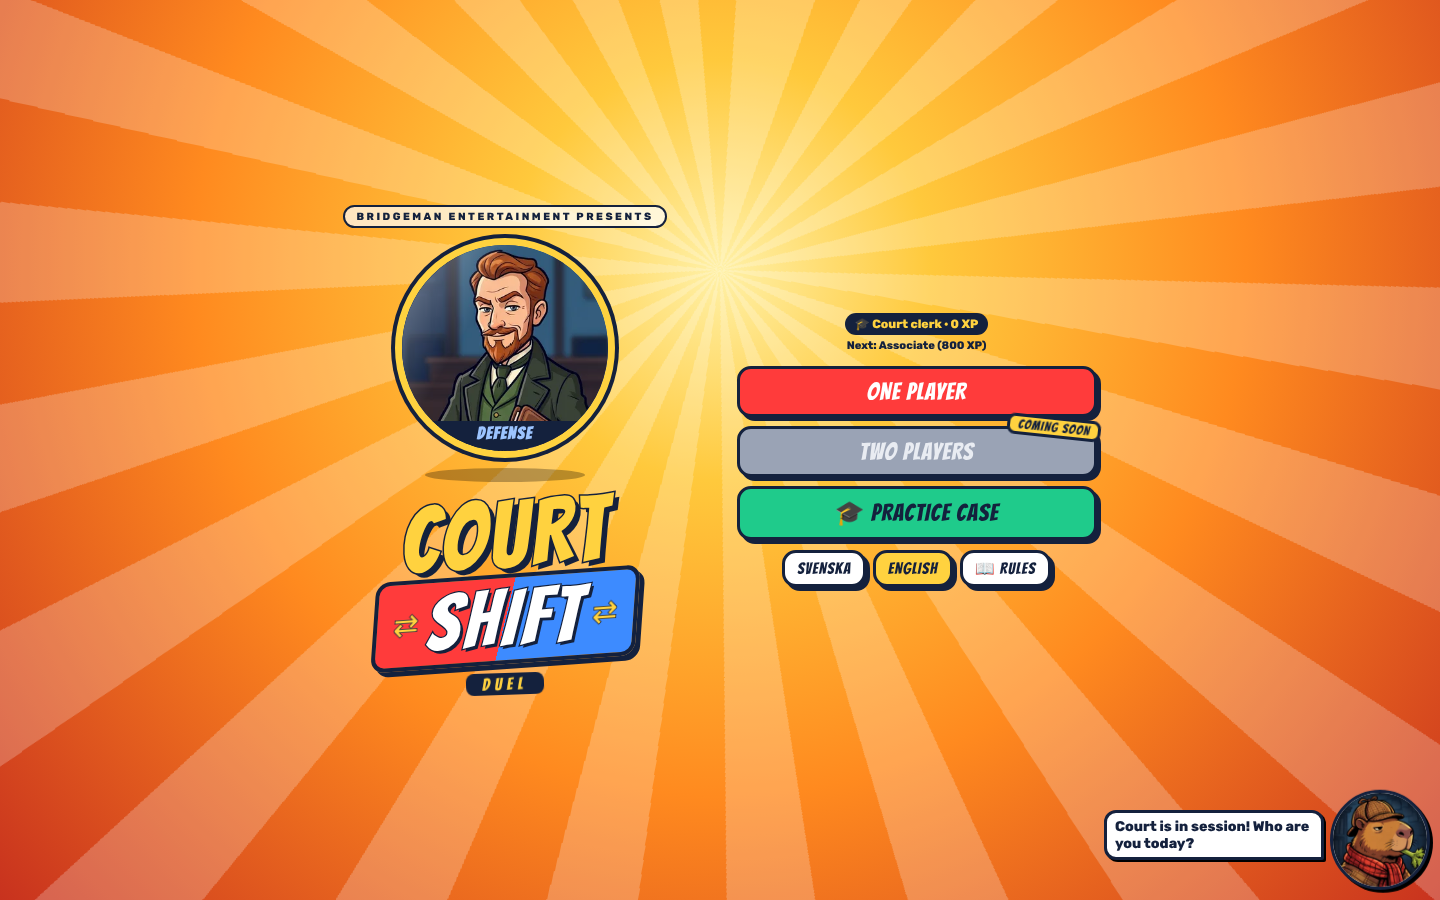 BRIDGEMAN ENTERTAINMENT PRESENTS
DEFENSE
COURT
SHIFT
DUEL
Court clerk • 0 XP
Next: Associate (800 XP)
ONE PLAYER
COMING SOON
TWO PLAYERS
PRACTICE CASE
SVENSKA
ENGLISH
RULES
Court is in session! Who are
you today?